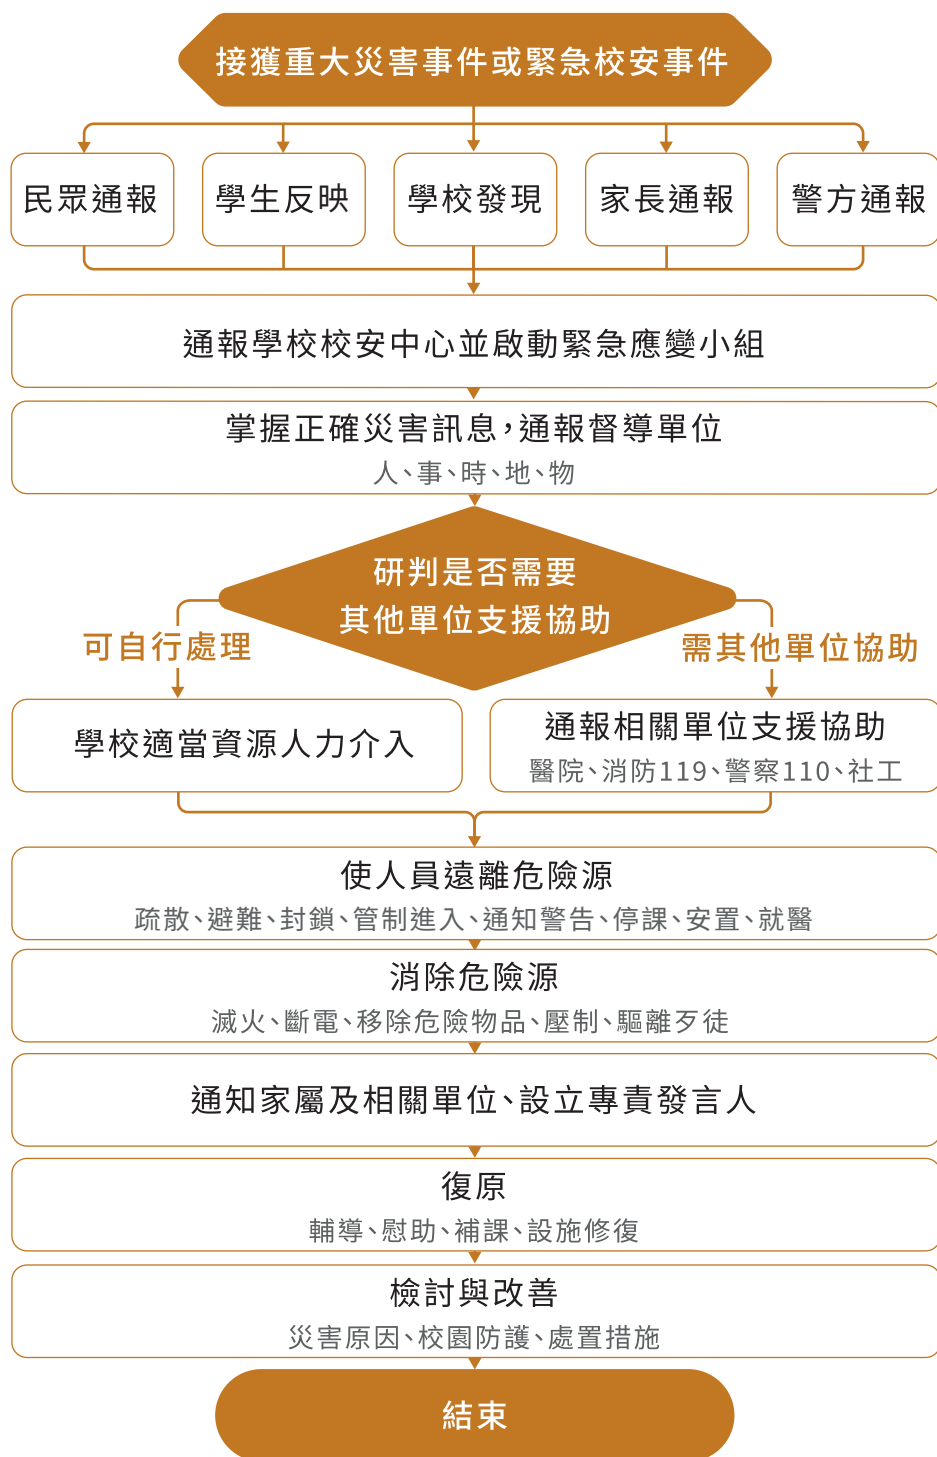 接獲重大災害事件或緊急校安事件
民眾通報
學生反映
學校發現
家長通報
警方通報
通報學校校安中心並啟動緊急應變小組
掌握正確災害訊息，通報督導單位
人、事、時、地、物
研判是否需要
其他單位支援協助
可自行處理
需其他單位協助
學校適當資源人力介入
通報相關單位支援協助
醫院、消防119、警察110、社工
使人員遠離危險源
疏散、避難、封鎖、管制進入、通知警告、停課、安置、就醫
消除危險源
滅火、斷電、移除危險物品、壓制、驅離歹徒
通知家屬及相關單位、設立專責發言人
復原
輔導、慰助、補課、設施修復
檢討與改善
災害原因、校園防護、處置措施
結束